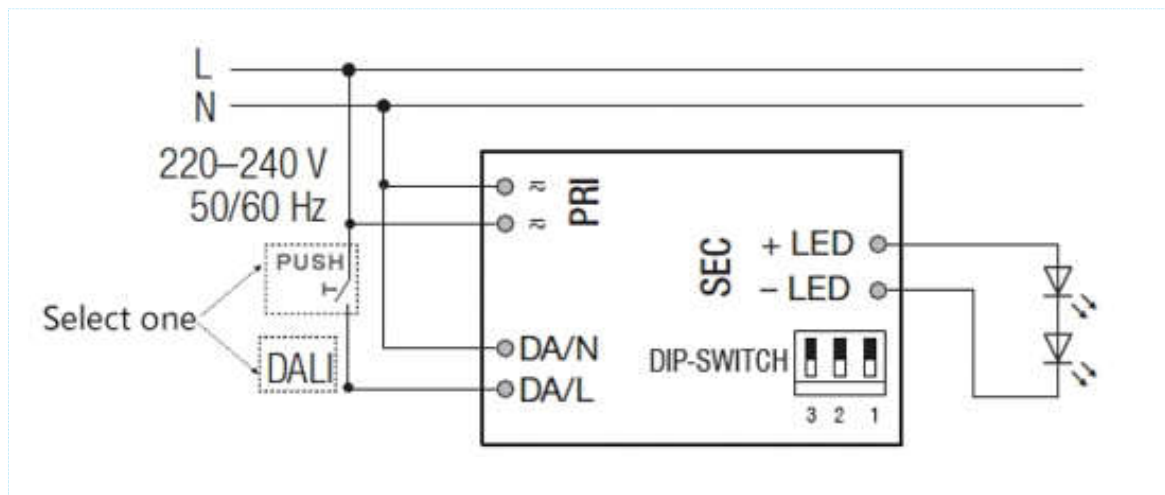 L
N
220–240 V
50/60 Hz
PUSH
Select one
DALI
≈ PRI
≈
SEC
+ LED
– LED
DA/N
DA/L
DIP-SWITCH
3 2 1